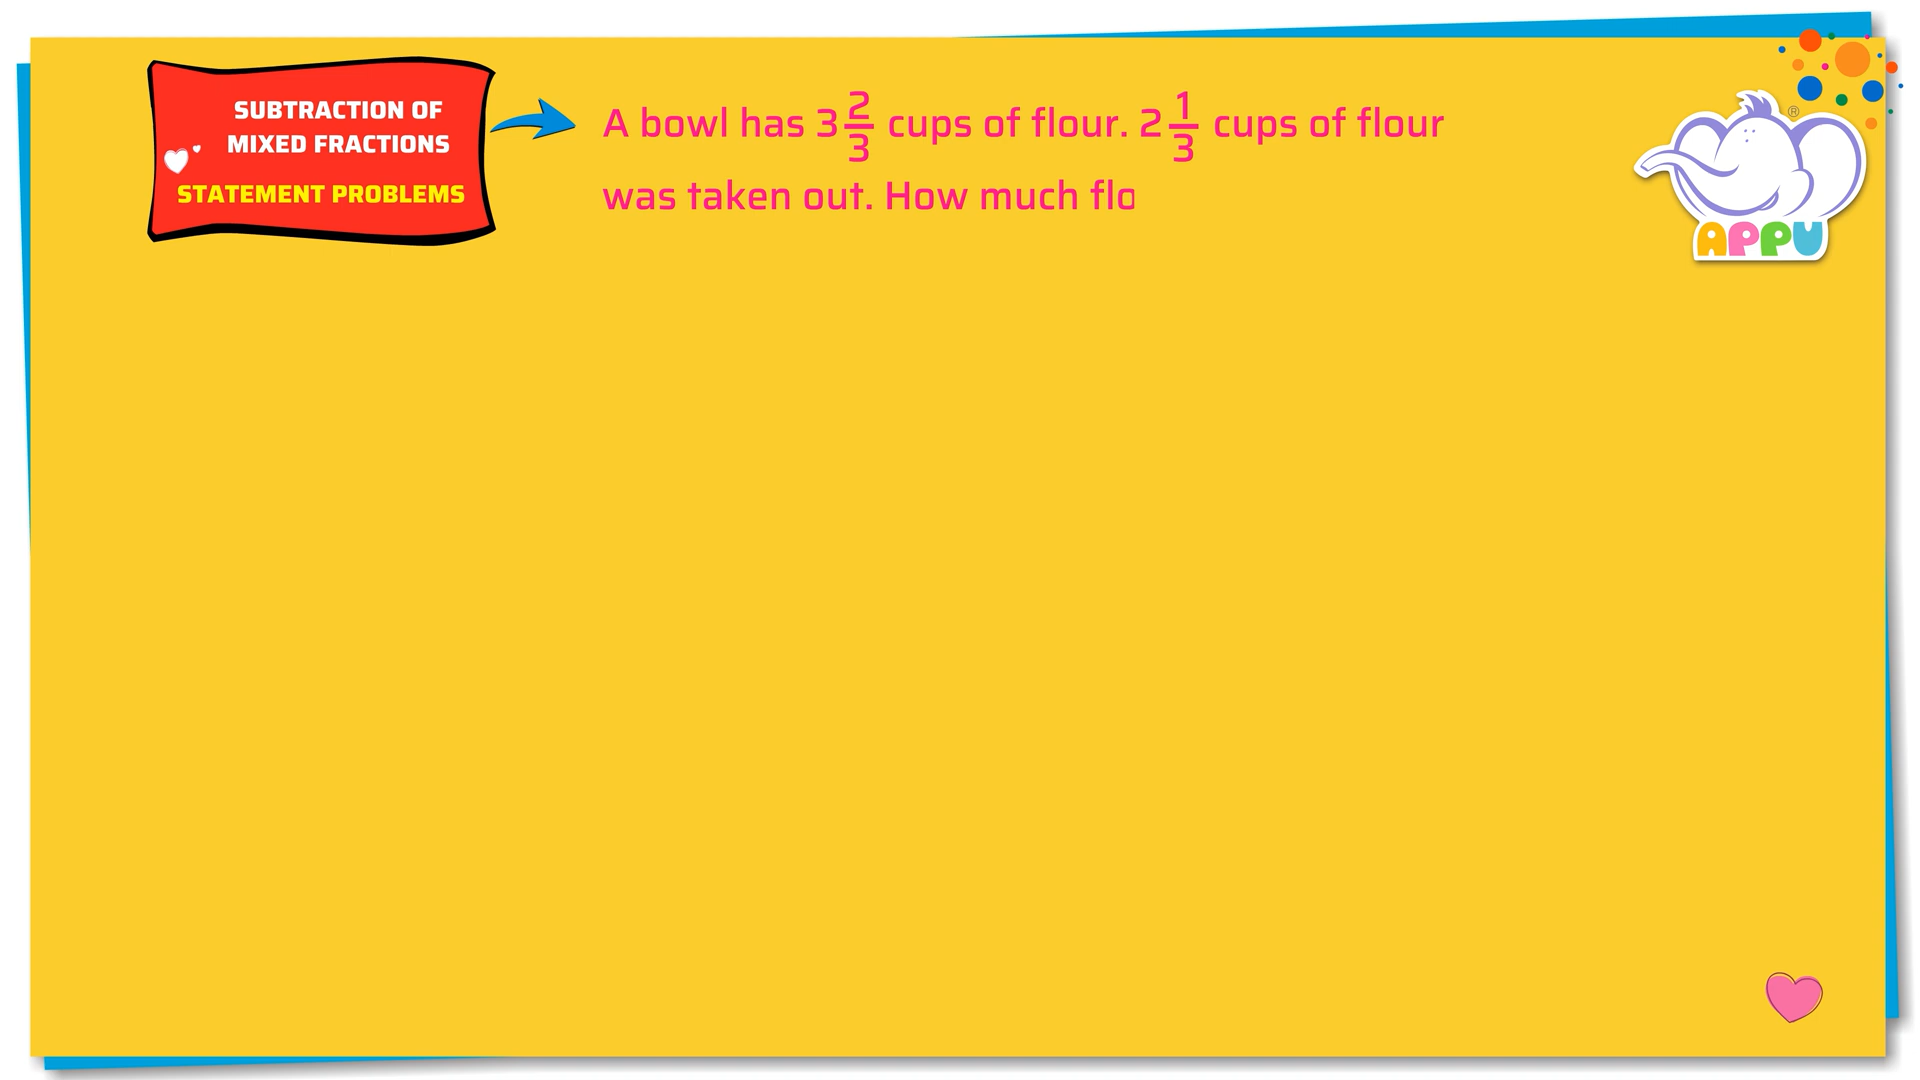 SUBTRACTION OF
MIXED FRACTIONS
STATEMENT PROBLEMS
A bowl has 3 2/3 cups of flour. 2 1/3 cups of flour
was taken out. How much flo
®
APPU